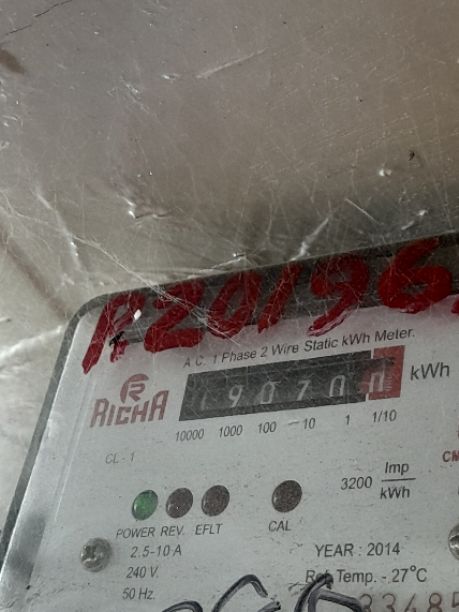 P20196
A.C. 1 Phase 2 Wire Static kWh Meter.
RICHA
190700 kWh
10000 1000 100 10 1 1/10
CL - 1
3200 Imp/kWh
POWER REV. EFLT CAL
2.5-10 A
240 V.
50 Hz.
YEAR : 2014
Ref. Temp. - 27°C